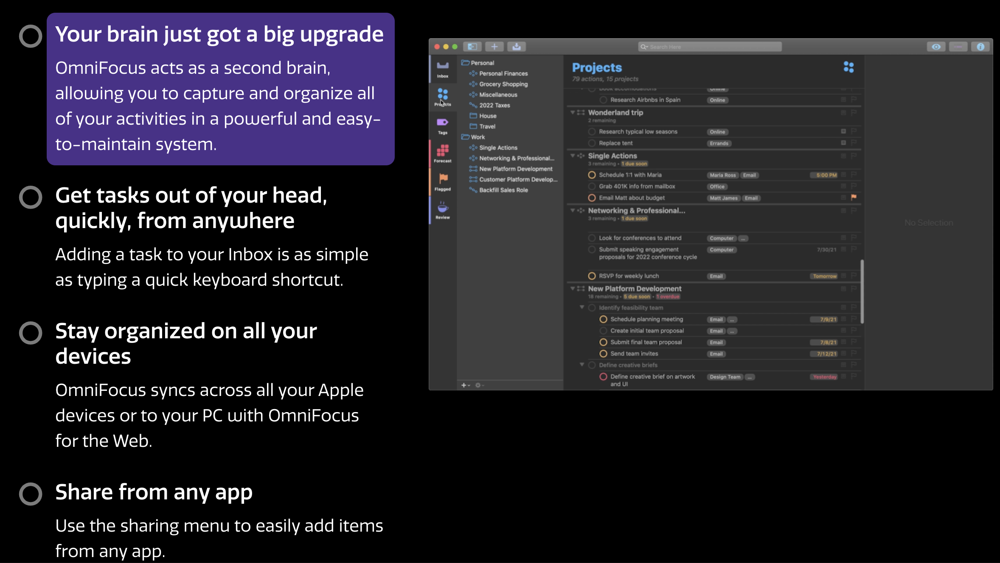 Your brain just got a big upgrade
OmniFocus acts as a second brain,
allowing you to capture and organize all
of your activities in a powerful and easy-
to-maintain system.
Get tasks out of your head,
quickly, from anywhere
Adding a task to your Inbox is as simple
as typing a quick keyboard shortcut.
Stay organized on all your
devices
OmniFocus syncs across all your Apple
devices or to your PC with OmniFocus
for the Web.
Share from any app
Use the sharing menu to easily add items
from any app.
Search Here
Inbox
Projects
Tags
Forecast
Flagged
Review
Personal
Personal Finances
Grocery Shopping
Miscellaneous
2022 Taxes
House
Travel
Work
Single Actions
Networking & Professional...
New Platform Development
Customer Platform Develop...
Backfill Sales Role
Projects
79 actions, 15 projects
Book accomodations Online
Research Airbnbs in Spain Online
Wonderland trip
2 remaining
Research typical low seasons Online
Replace tent Errands
Single Actions
3 remaining • 1 due soon
Schedule 1:1 with Maria Maria Ross Email 5:00 PM
Grab 401K info from mailbox Office
Email Matt about budget Matt James Email
Networking & Professional...
3 remaining • 1 due soon
Look for conferences to attend Computer ...
Submit speaking engagement Computer 7/30/21
proposals for 2022 conference cycle
RSVP for weekly lunch Email Tomorrow
New Platform Development
18 remaining • 5 due soon • 1 overdue
Identify feasibility team
Schedule planning meeting Email ... 7/9/21
Create initial team proposal Email ...
Submit final team proposal Email 7/8/21
Send team invites Email 7/12/21
Define creative briefs
Define creative brief on artwork Design Team ... Yesterday
and UI
No Selection